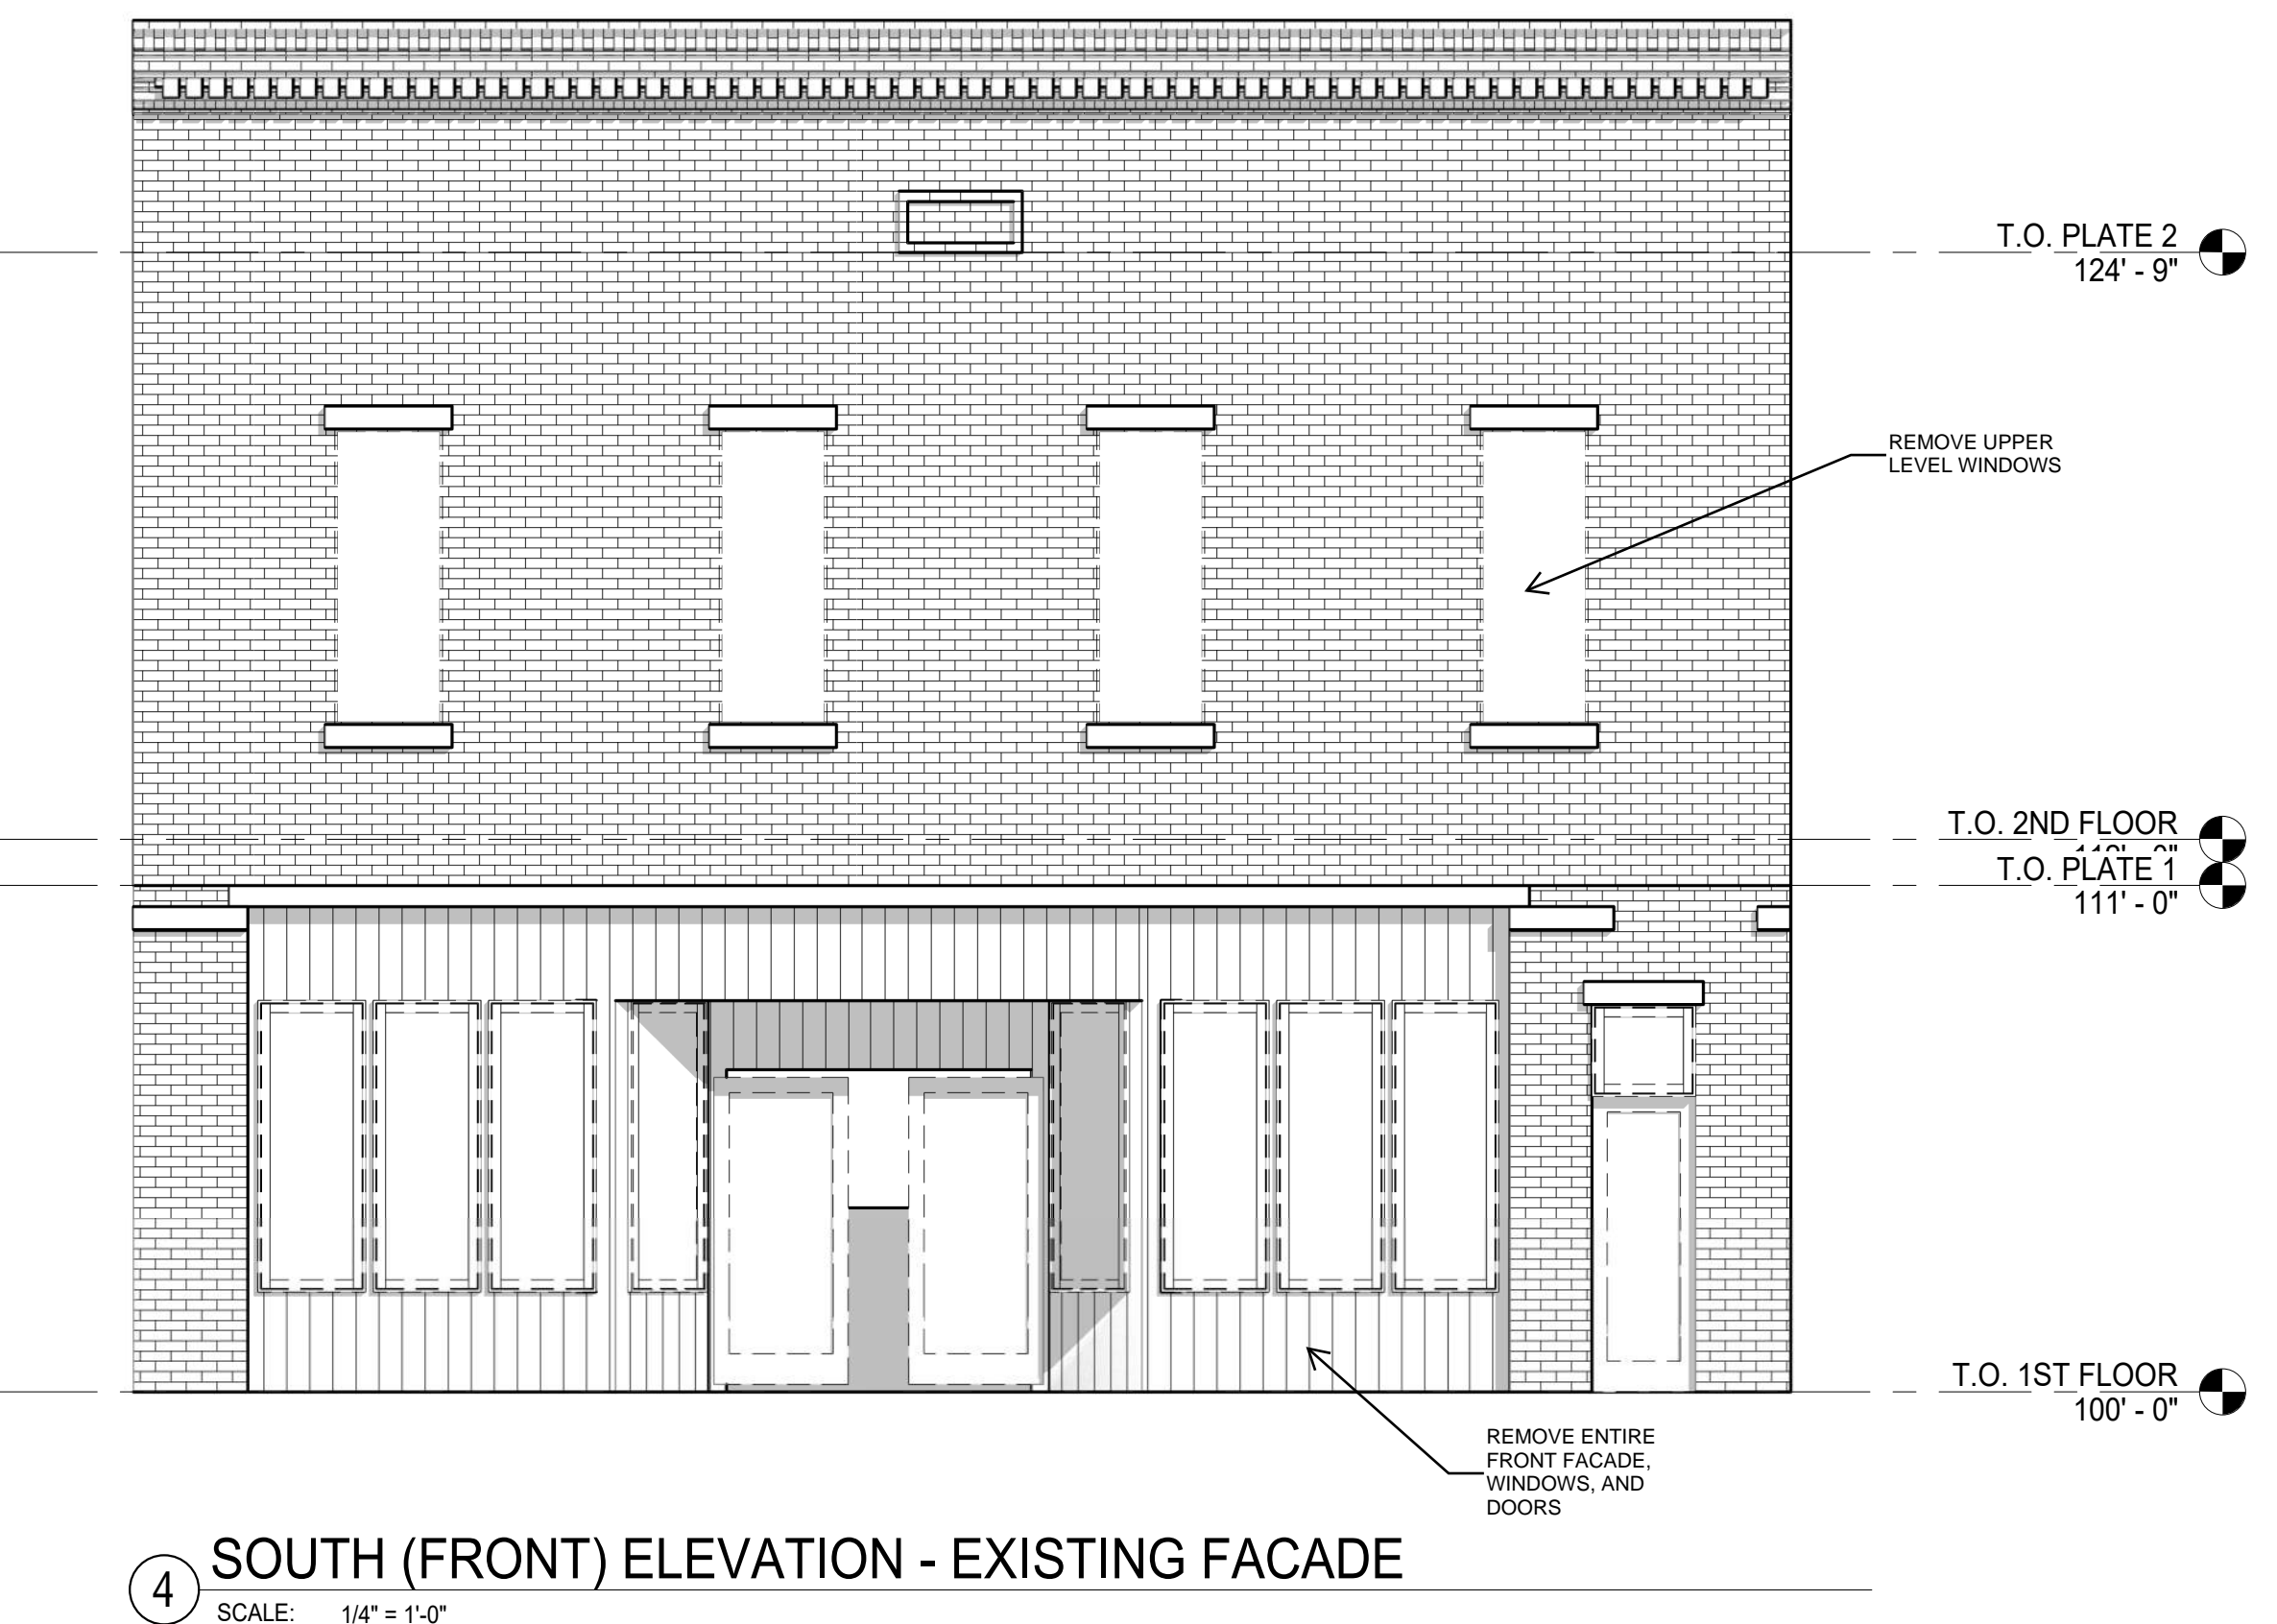 T.O. PLATE 2
124' - 9"
REMOVE UPPER
LEVEL WINDOWS
T.O. 2ND FLOOR
T.O. PLATE 1
111' - 0"
T.O. 1ST FLOOR
100' - 0"
REMOVE ENTIRE
FRONT FACADE,
WINDOWS, AND
DOORS
4 SOUTH (FRONT) ELEVATION - EXISTING FACADE
SCALE: 1/4" = 1'-0"